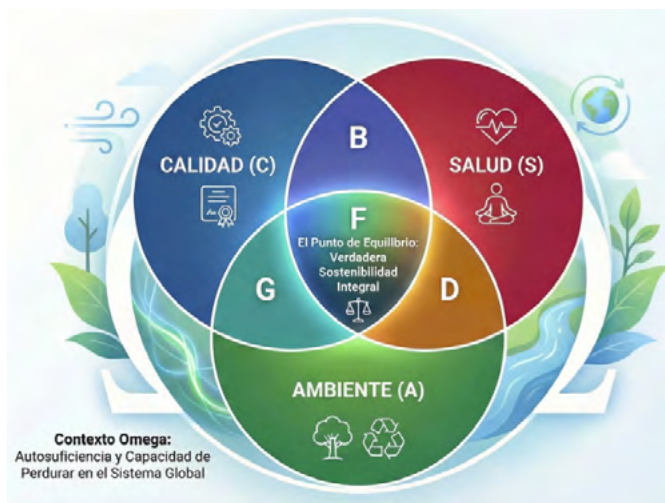 B
CALIDAD (C)
SALUD (S)
F
El Punto de Equilibrio:
Verdadera
Sostenibilidad
Integral
G
D
AMBIENTE (A)
Contexto Omega:
Autosuficiencia y Capacidad de
Perdurar en el Sistema Global